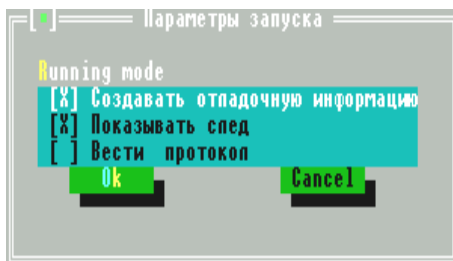 Параметры запуска
Running mode
[X] Создавать отладочную информацию
[X] Показывать след
[ ] Вести протокол
Ok Cancel